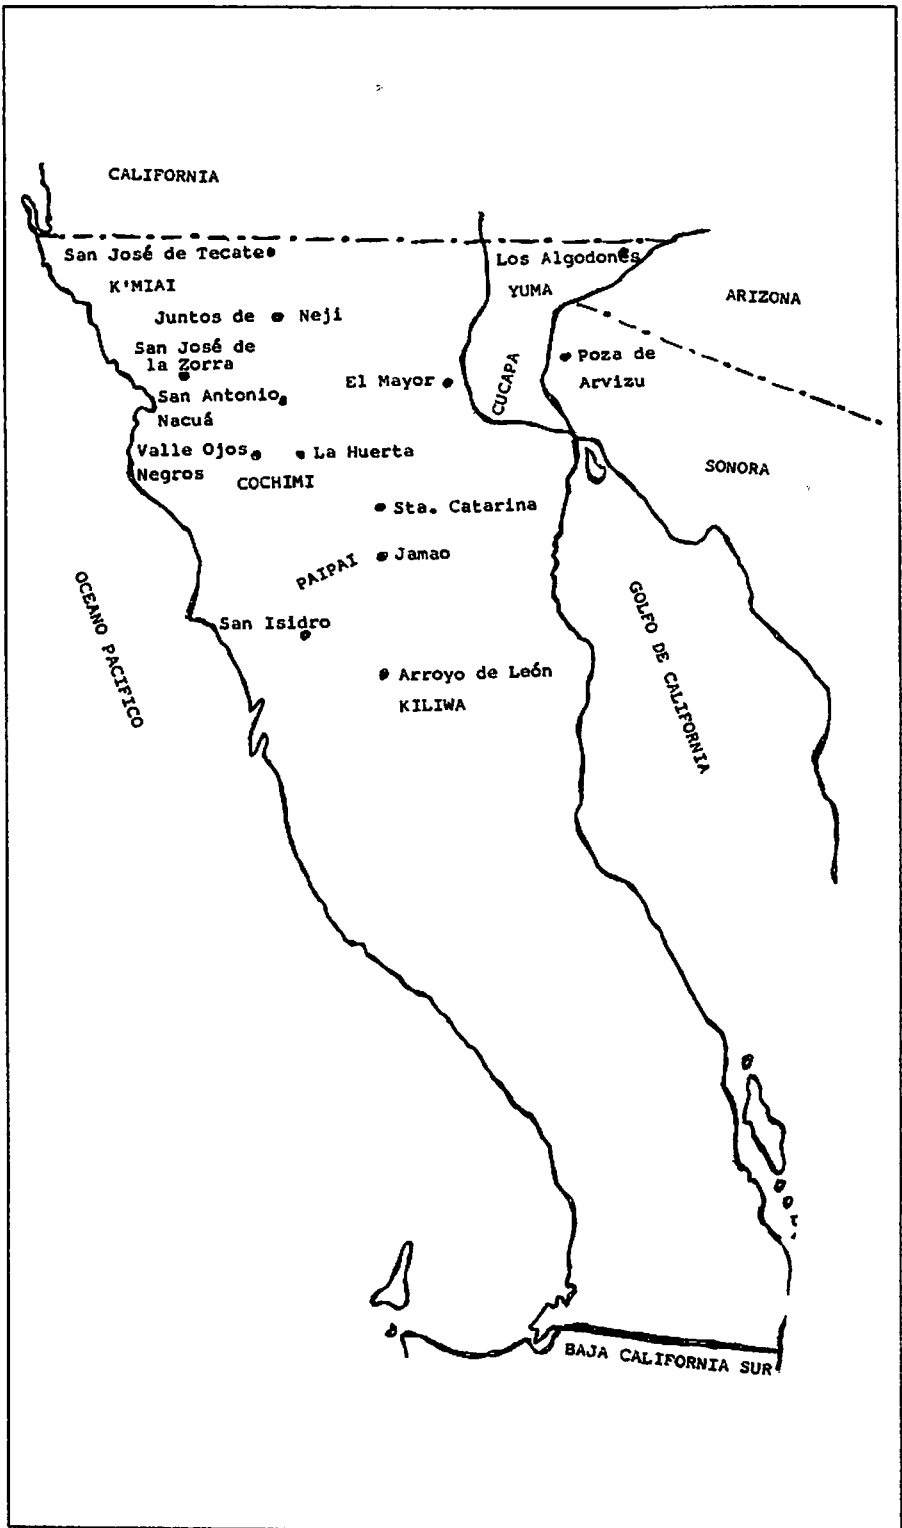 CALIFORNIA
San José de Tecate
Los Algodones
K'MIAI
YUMA
ARIZONA
Juntos de Neji
San José de
la Zorra
Poza de
Arvizu
El Mayor
CUCAPA
San Antonio
Nacuá
Valle Ojos
Negros
La Huerta
COCHIMI
SONORA
Sta. Catarina
Jamao
PAIPAI
San Isidro
OCEANO PACIFICO
GOLFO DE CALIFORNIA
Arroyo de León
KILIWA
BAJA CALIFORNIA SUR